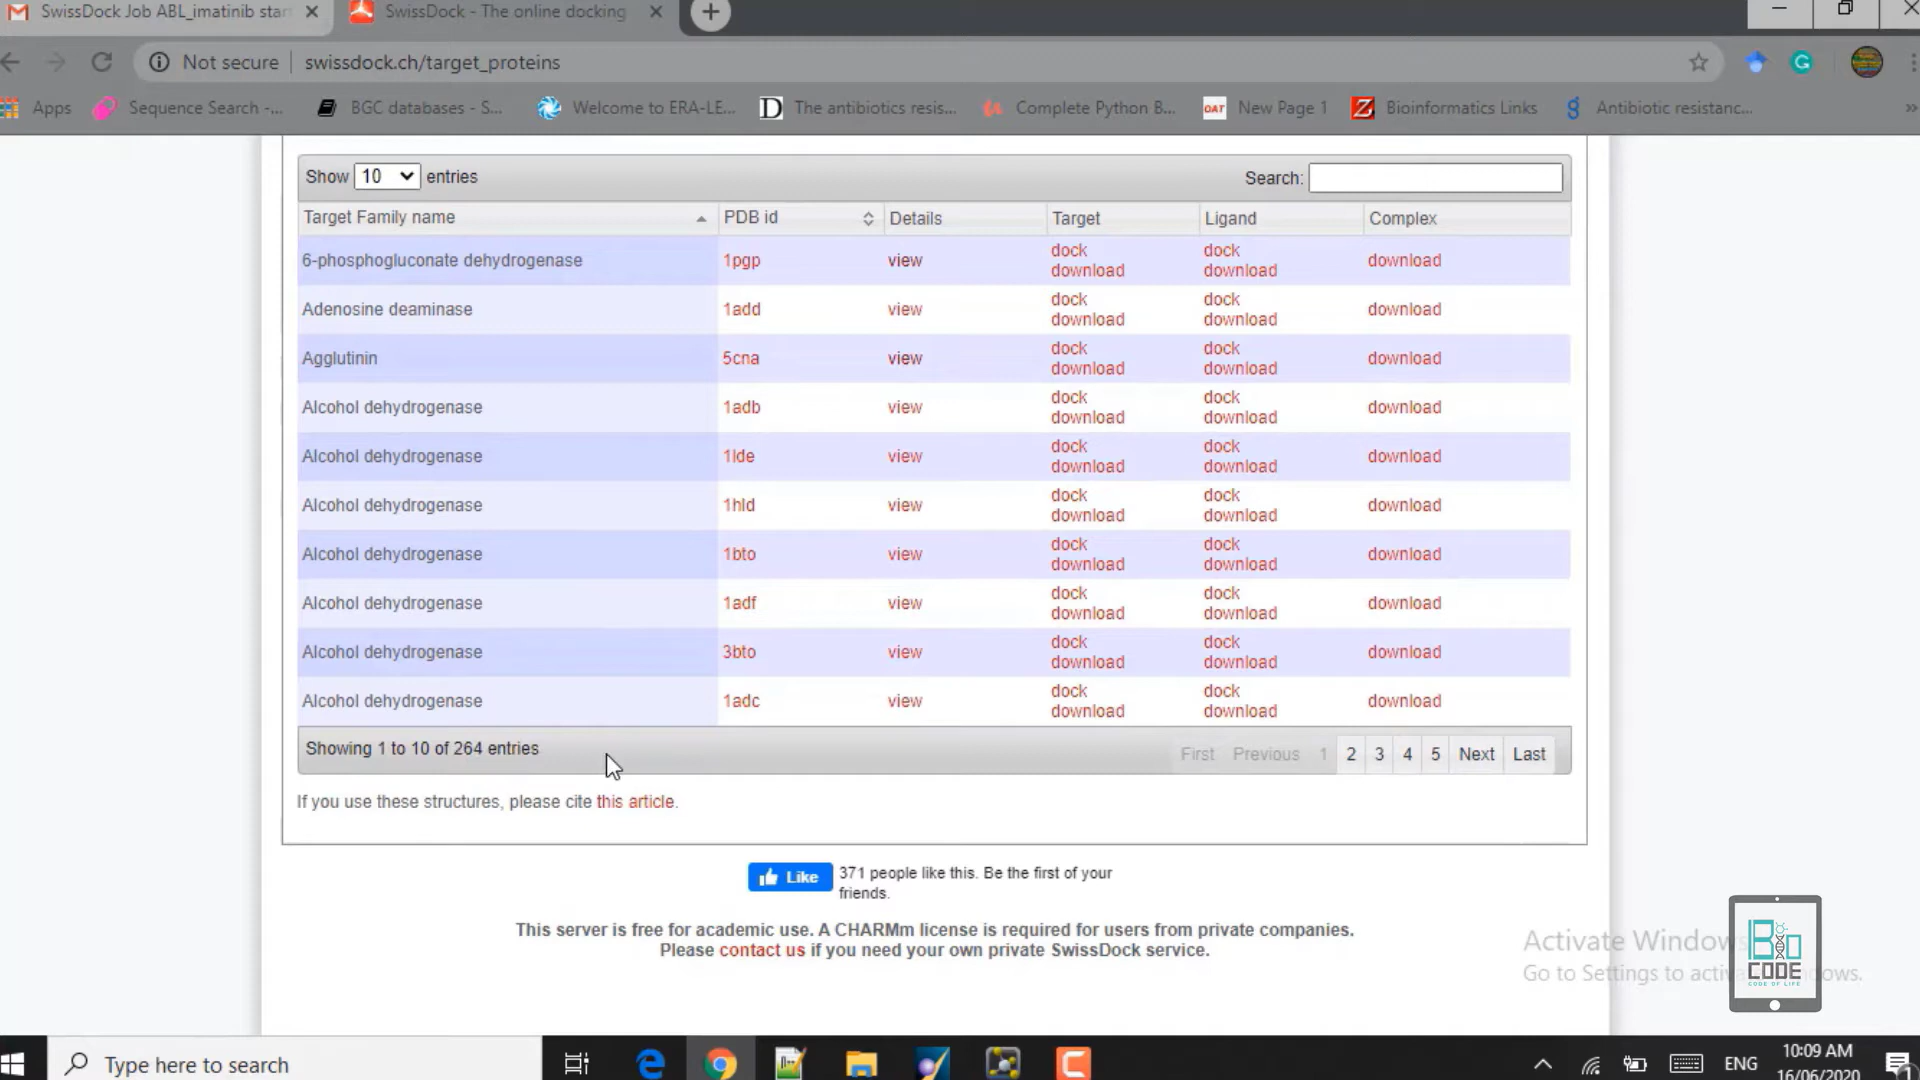 SwissDock Job ABL_imatinib star
SwissDock - The online docking
Not secure
swissdock.ch/target_proteins
Apps
Sequence Search -...
BGC databases - S...
Welcome to ERA-LE...
The antibiotics resis...
Complete Python B...
New Page 1
Bioinformatics Links
Antibiotic resistanc...
Show 10 entries
Search:
Target Family name PDB id Details Target Ligand Complex
6-phosphogluconate dehydrogenase 1pgp view dock download dock download download
Adenosine deaminase 1add view dock download dock download download
Agglutinin 5cna view dock download dock download download
Alcohol dehydrogenase 1adb view dock download dock download download
Alcohol dehydrogenase 1lde view dock download dock download download
Alcohol dehydrogenase 1hld view dock download dock download download
Alcohol dehydrogenase 1bto view dock download dock download download
Alcohol dehydrogenase 1adf view dock download dock download download
Alcohol dehydrogenase 3bto view dock download dock download download
Alcohol dehydrogenase 1adc view dock download dock download download
Showing 1 to 10 of 264 entries
First Previous 1 2 3 4 5 Next Last
If you use these structures, please cite this article.
Like
371 people like this. Be the first of your
friends.
This server is free for academic use. A CHARMm license is required for users from private companies.
Please contact us if you need your own private SwissDock service.
Activate Windows
Go to Settings to activate Windows.
Bio
CODE
CODE OF LIFE
Type here to search
ENG
10:09 AM
16/06/2020